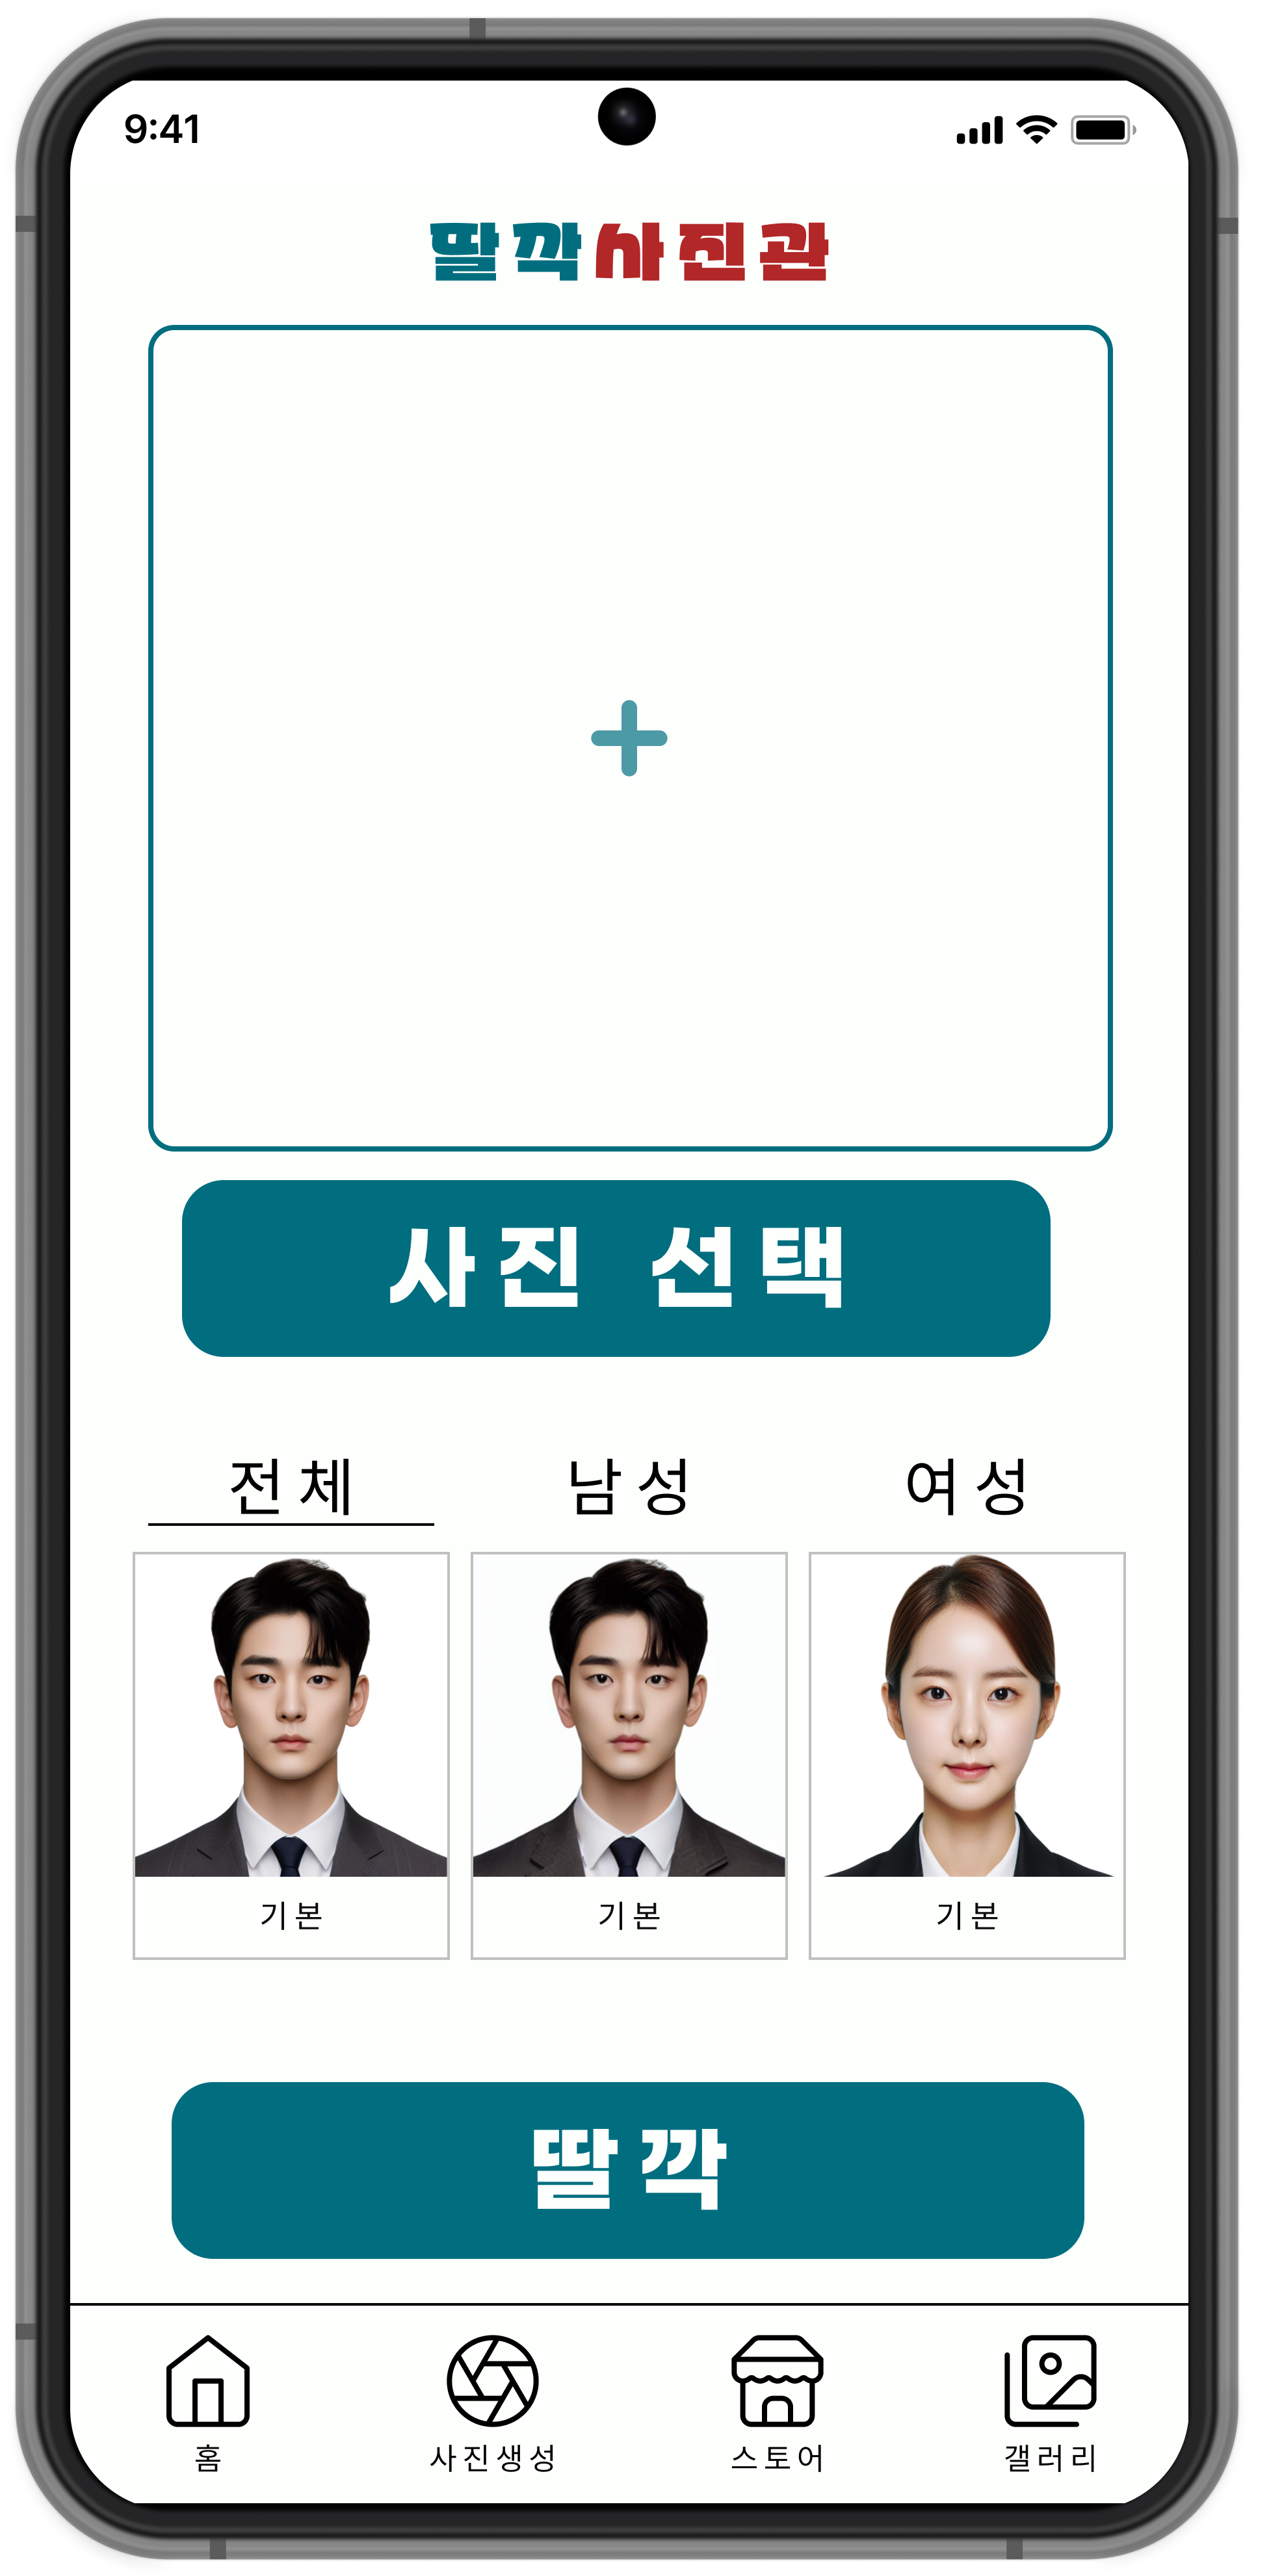 9:41
딸깍사진관
사진 선택
전체 남성 여성
기본 기본 기본
딸깍
홈 사진생성 스토어 갤러리